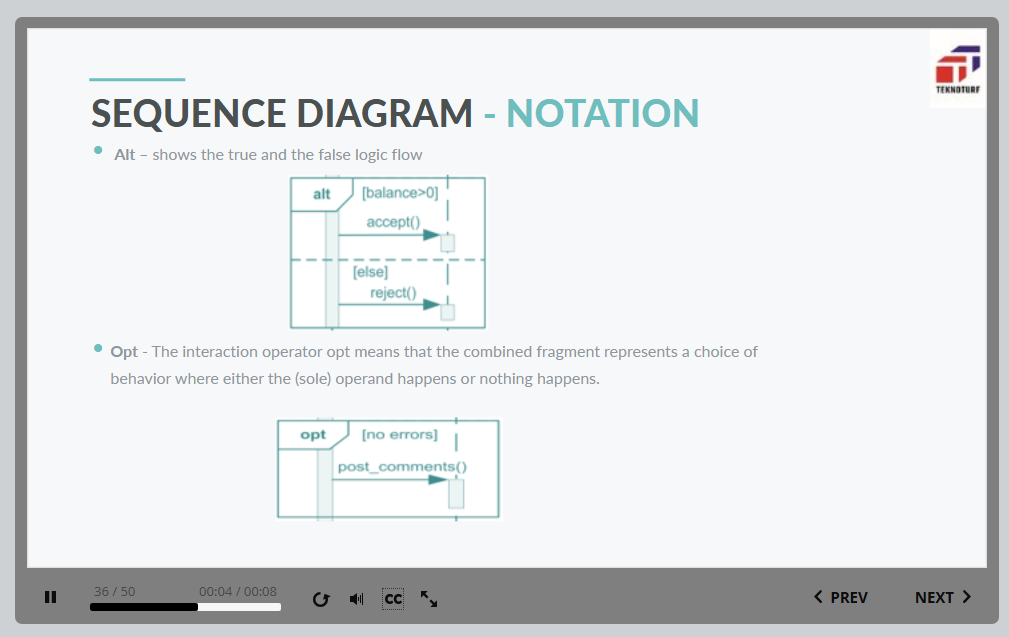 TEKNOTURF
SEQUENCE DIAGRAM - NOTATION
Alt – shows the true and the false logic flow
alt [balance>0]
accept()
[else]
reject()
Opt - The interaction operator opt means that the combined fragment represents a choice of
behavior where either the (sole) operand happens or nothing happens.
opt [no errors]
post_comments()
36 / 50 00:04 / 00:08
CC
PREV NEXT